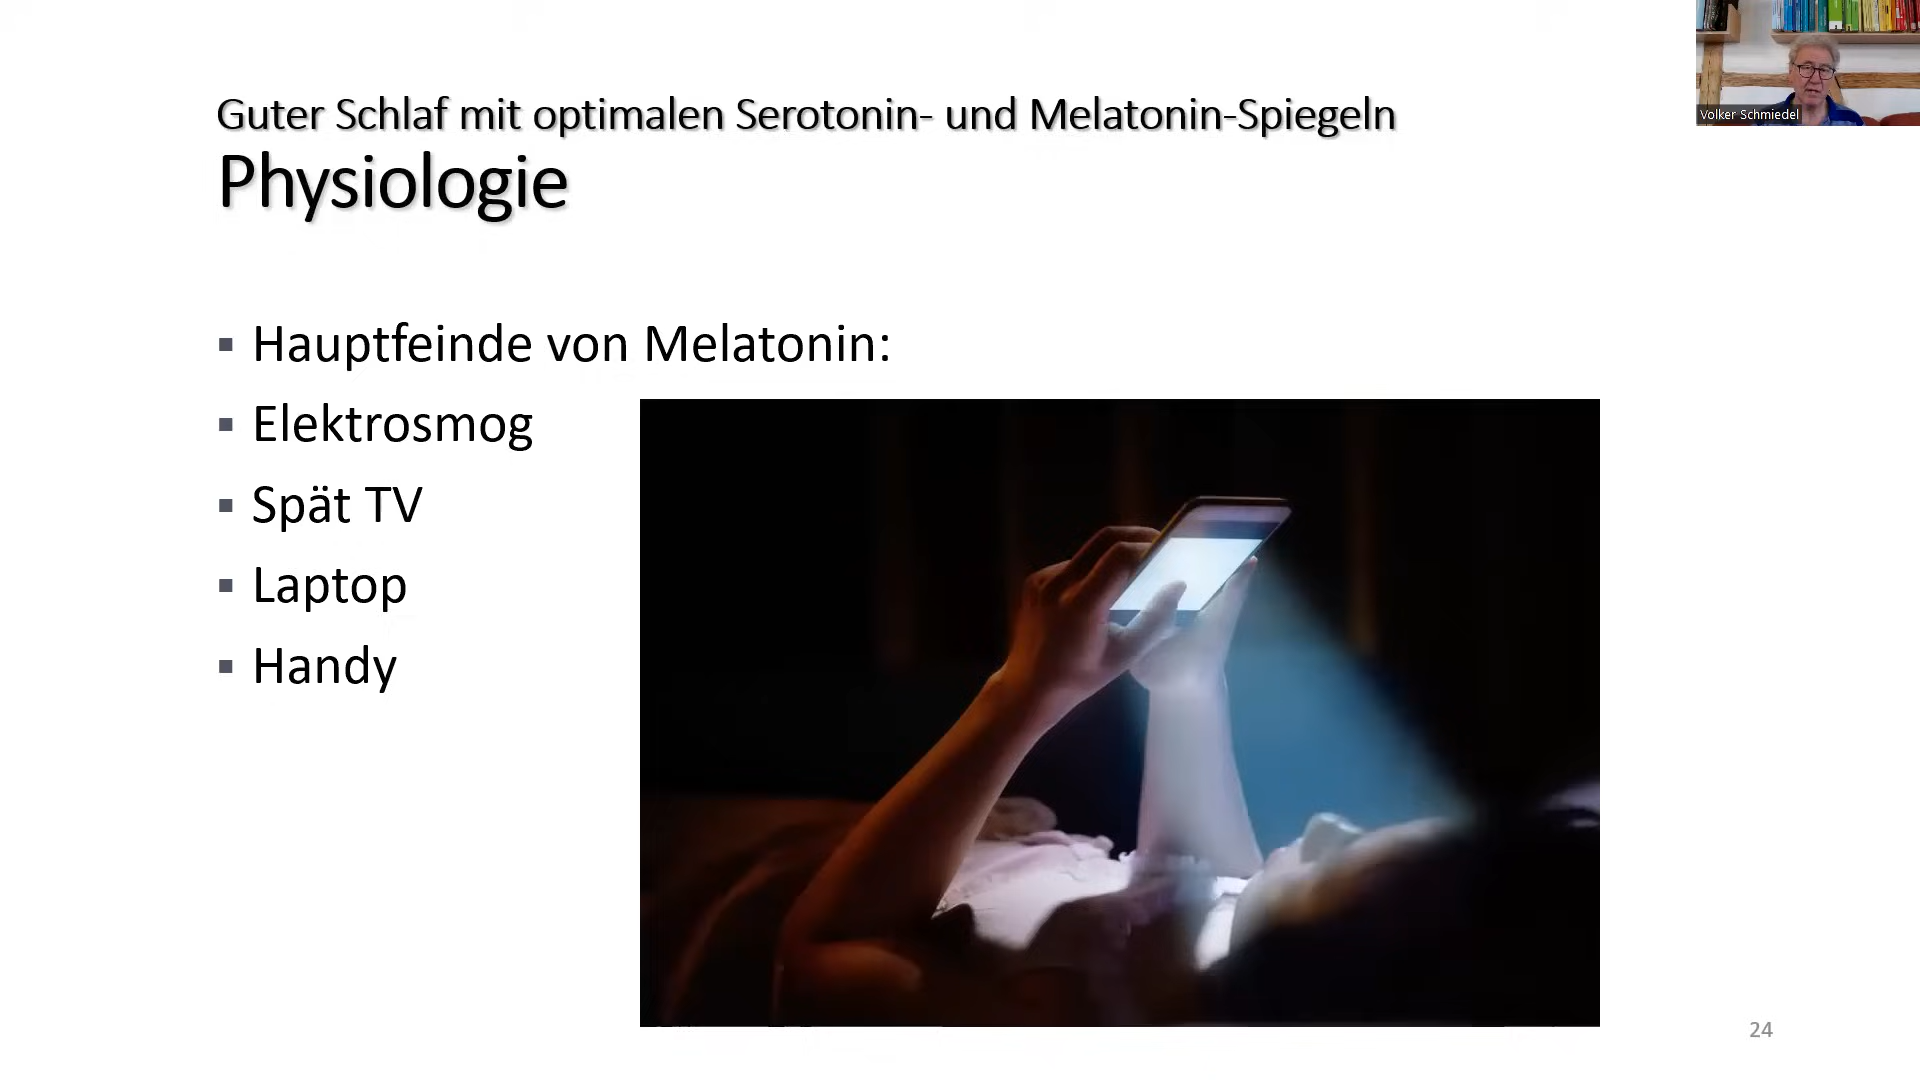 Guter Schlaf mit optimalen Serotonin- und Melatonin-Spiegeln
Physiologie
Volker Schmiedel
▪ Hauptfeinde von Melatonin:
▪ Elektrosmog
▪ Spät TV
▪ Laptop
▪ Handy
24